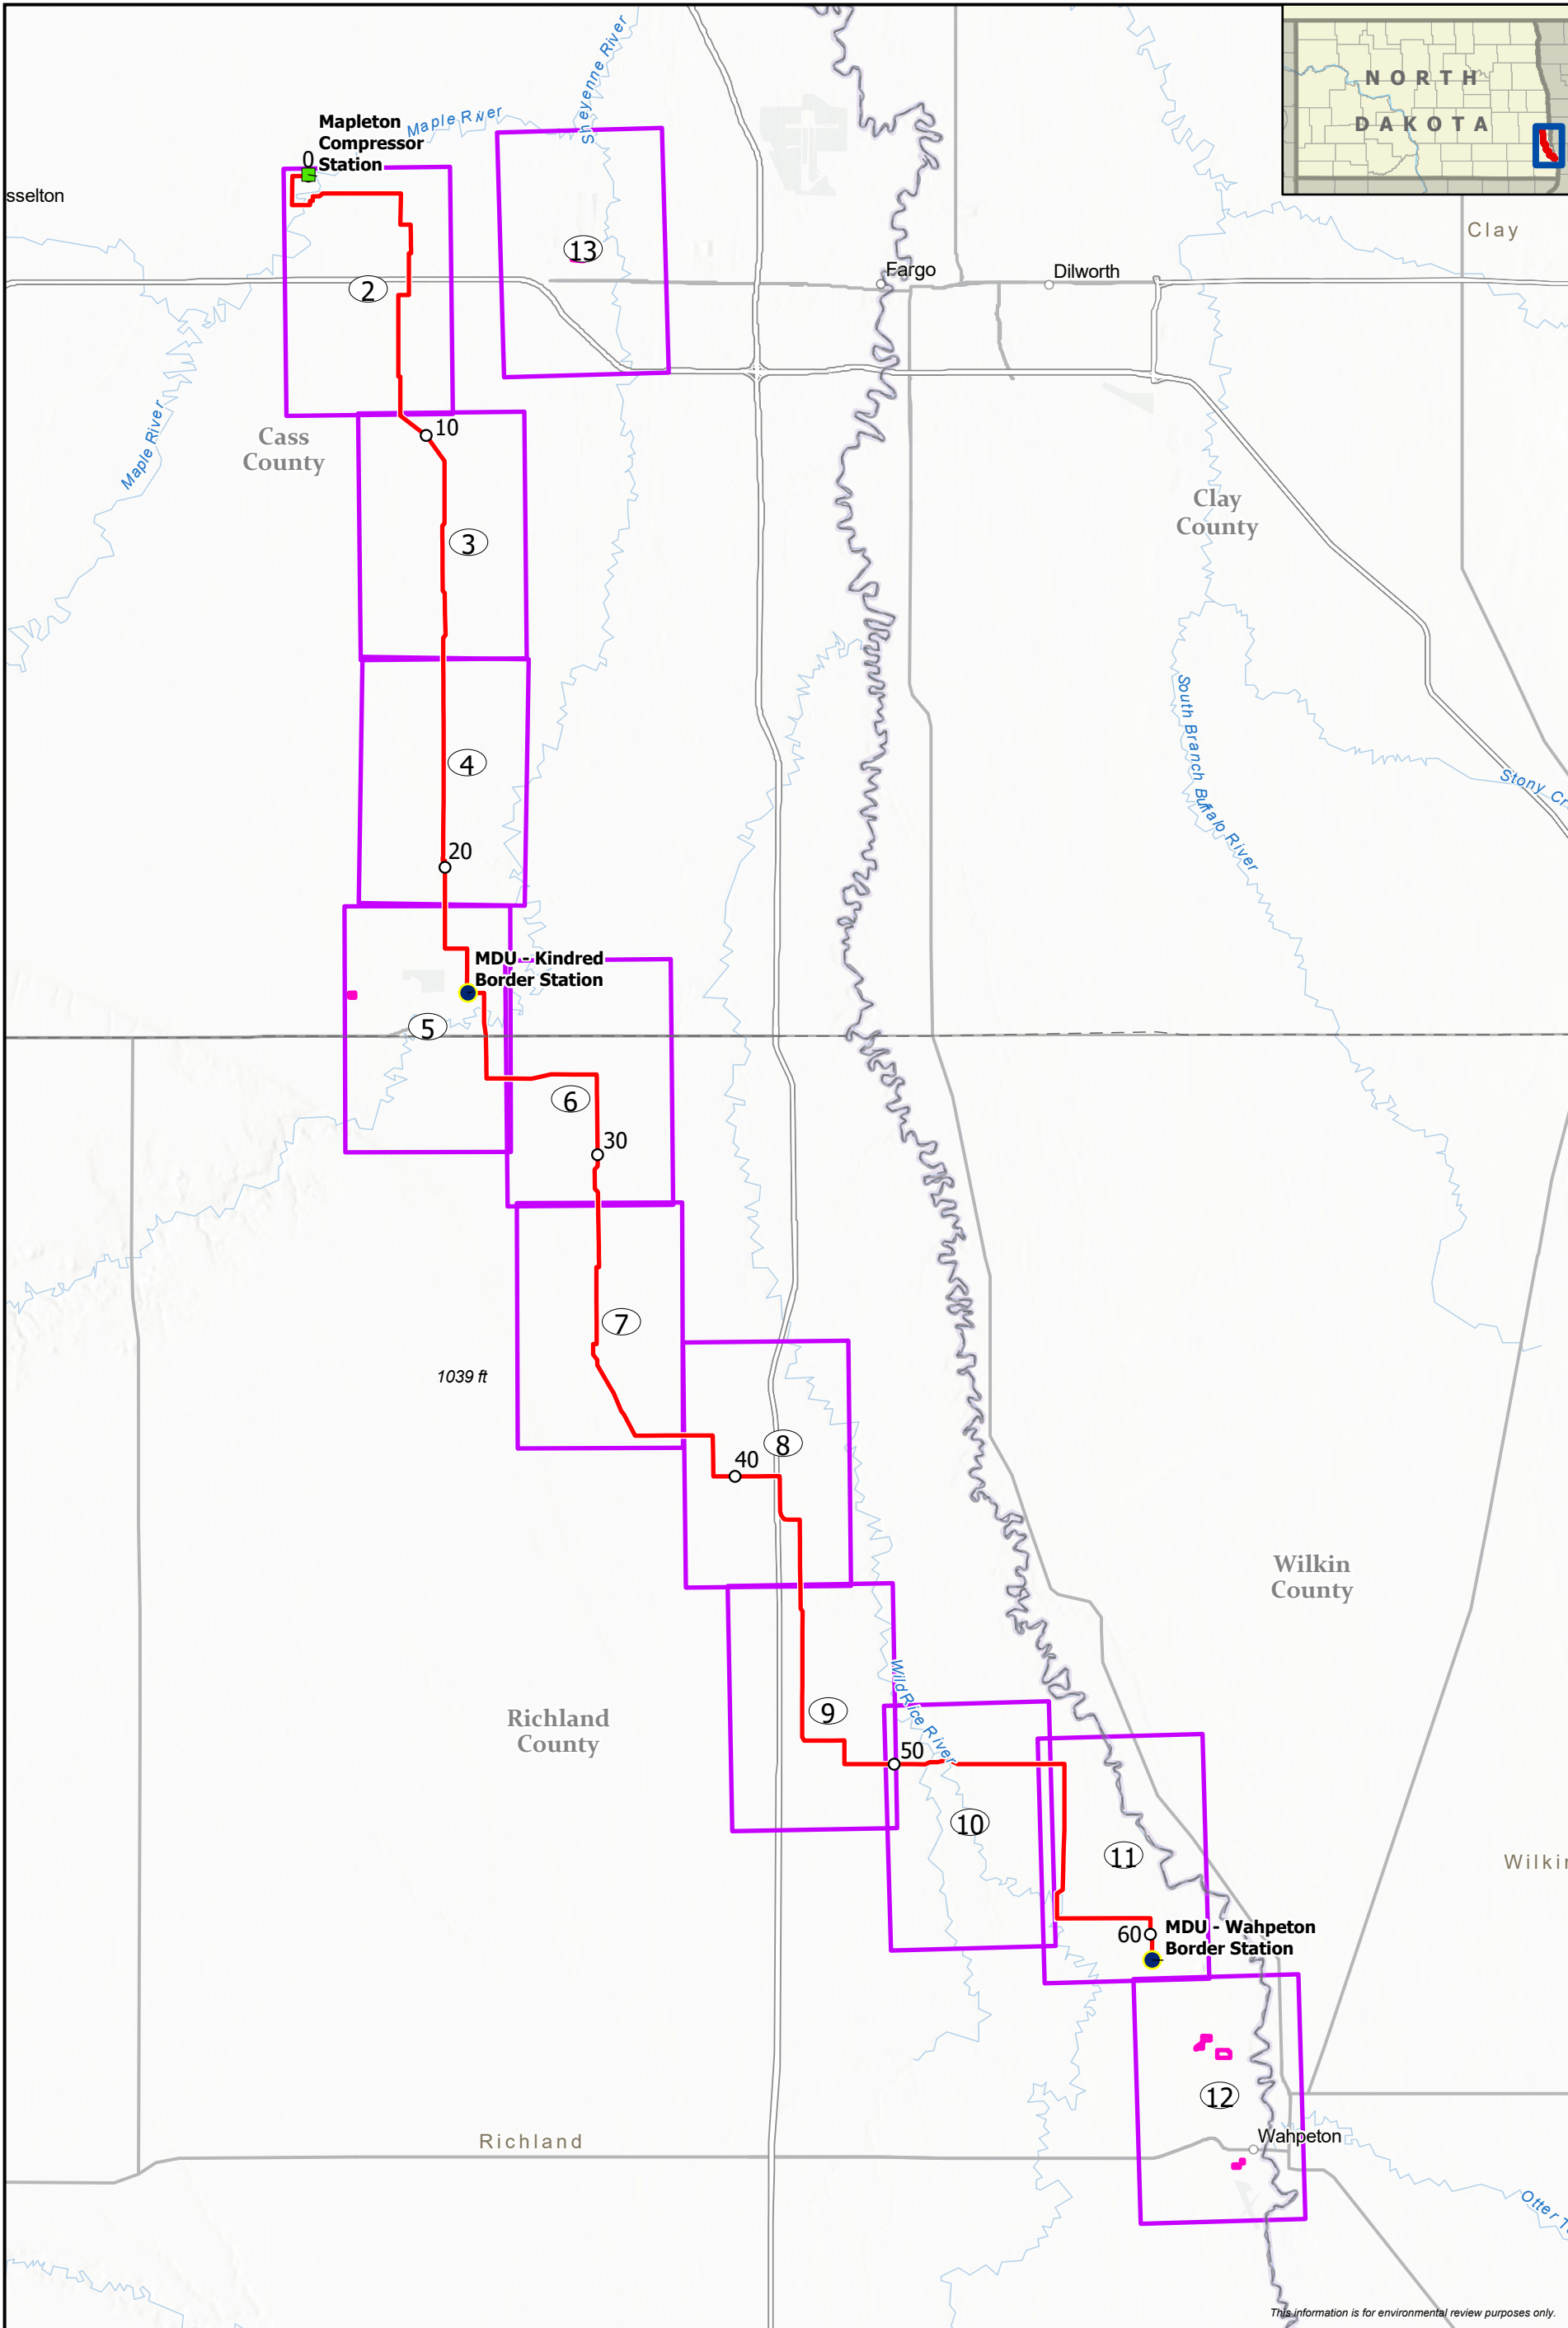 NORTH
DAKOTA
Sheyenne River
Maple River
Mapleton
Compressor
Station
0
sselton
Clay
13
2
Fargo
Dilworth
Maple River
10
Cass
County
3
Clay
County
4
South Branch Buffalo River
Stony Cr
20
MDU - Kindred
Border Station
5
6
30
7
1039 ft
8
40
Wilkin
County
Wild Rice River
Richland
County
9
50
10
11
Wilkin
60
MDU - Wahpeton
Border Station
12
Richland
Wahpeton
Otter T
This information is for environmental review purposes only.